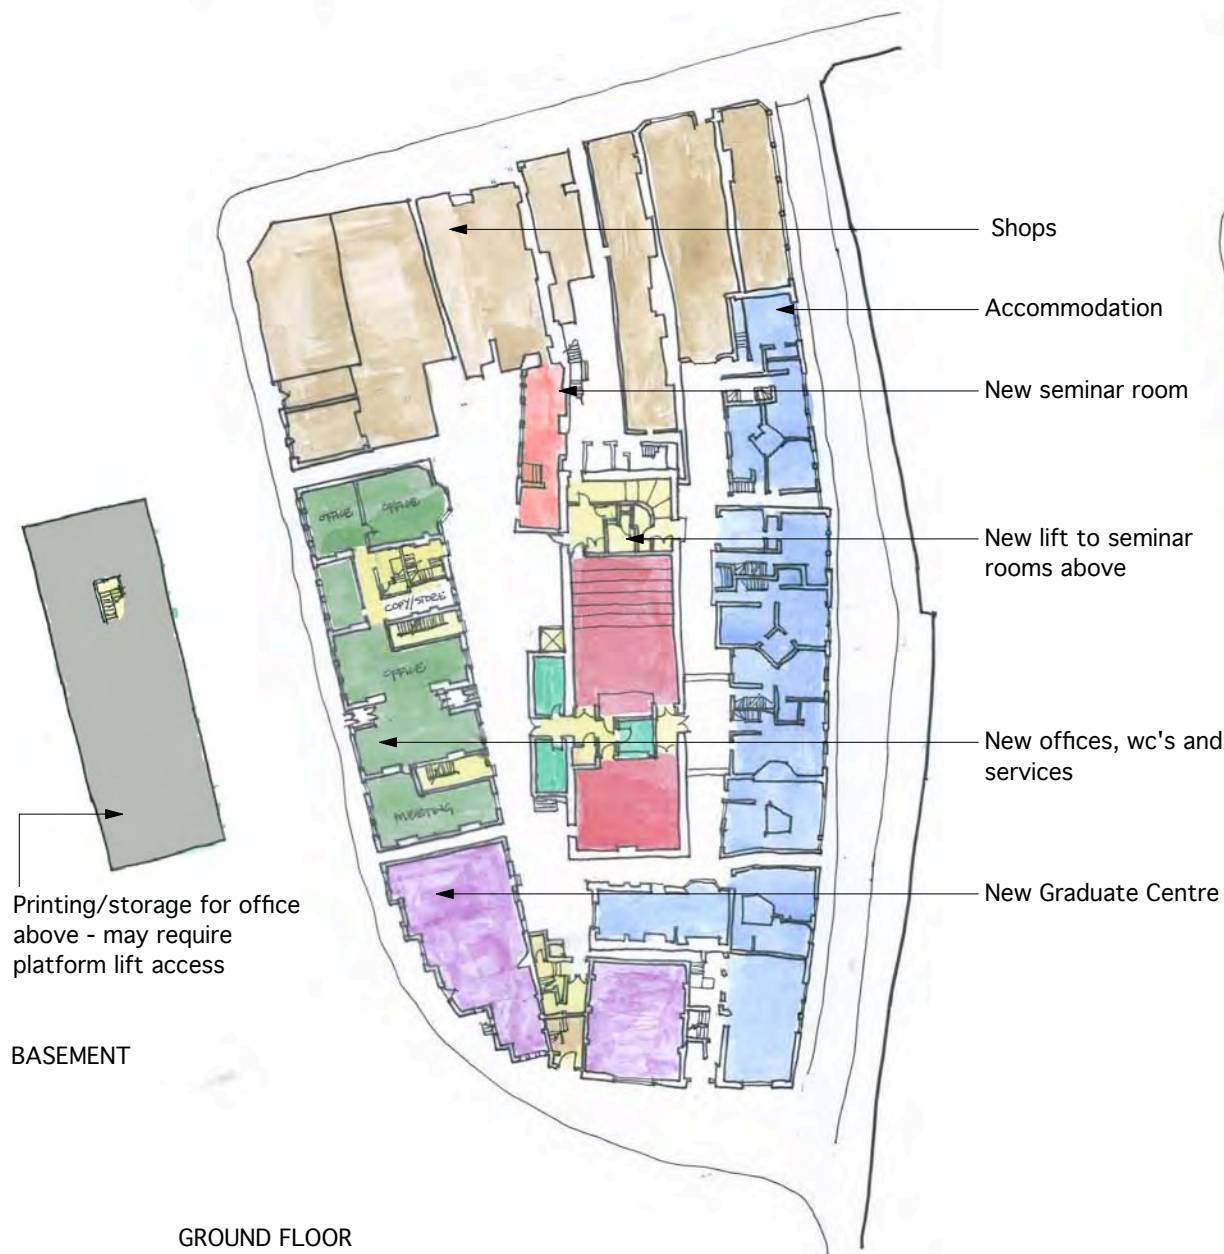 Shops
Accommodation
New seminar room
New lift to seminar
rooms above
New offices, wc's and
services
New Graduate Centre
OFFICE
OFFICE
COPY/STORE
OFFICE
MEETING
Printing/storage for office
above - may require
platform lift access
BASEMENT
GROUND FLOOR